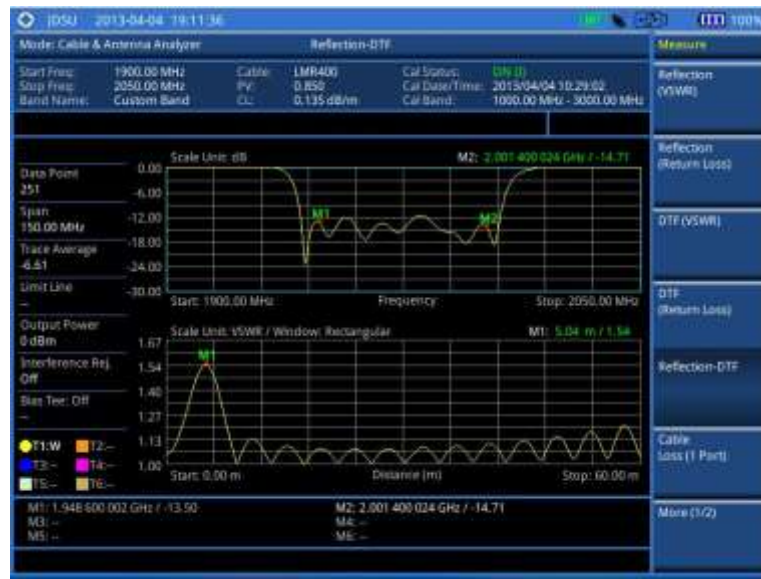 JDSU 2013-04-04 19:11:36 100%
Mode: Cable & Antenna Analyzer Reflection-DTF Measure
Start Freq: 1900.00 MHz Cable: LMR400 Cal Status: ON (I)
Stop Freq: 2050.00 MHz PV: 0.850 Cal Date/Time: 2013/04/04 10:29:02
Band Name: Custom Band CL: 0.135 dB/m Cal Band: 1000.00 MHz - 3000.00 MHz
Reflection
(VSWR)
Reflection
(Return Loss)
DTF (VSWR)
DTF
(Return Loss)
Reflection-DTF
Cable
Loss (1 Port)
More (1/2)
Data Point
251
Span
150.00 MHz
Trace Average
-6.61
Limit Line
--
Output Power
0 dBm
Interference Rej.
Off
Bias Tee: Off
--
T1:W T2:--
T3:-- T4:--
T5:-- T6:--
Scale Unit: dB M2: 2.001 400 024 GHz / -14.71
0.00
-6.00
-12.00
-18.00
-24.00
-30.00
M1 M2
Start: 1900.00 MHz Frequency Stop: 2050.00 MHz
Scale Unit: VSWR / Window: Rectangular M1: 5.04 m / 1.54
1.67
1.54
1.40
1.27
1.13
1.00
M1
Start: 0.00 m Distance (m) Stop: 60.00 m
M1: 1.948 600 002 GHz / -13.50 M2: 2.001 400 024 GHz / -14.71
M3: -- M4: --
M5: -- M6: --